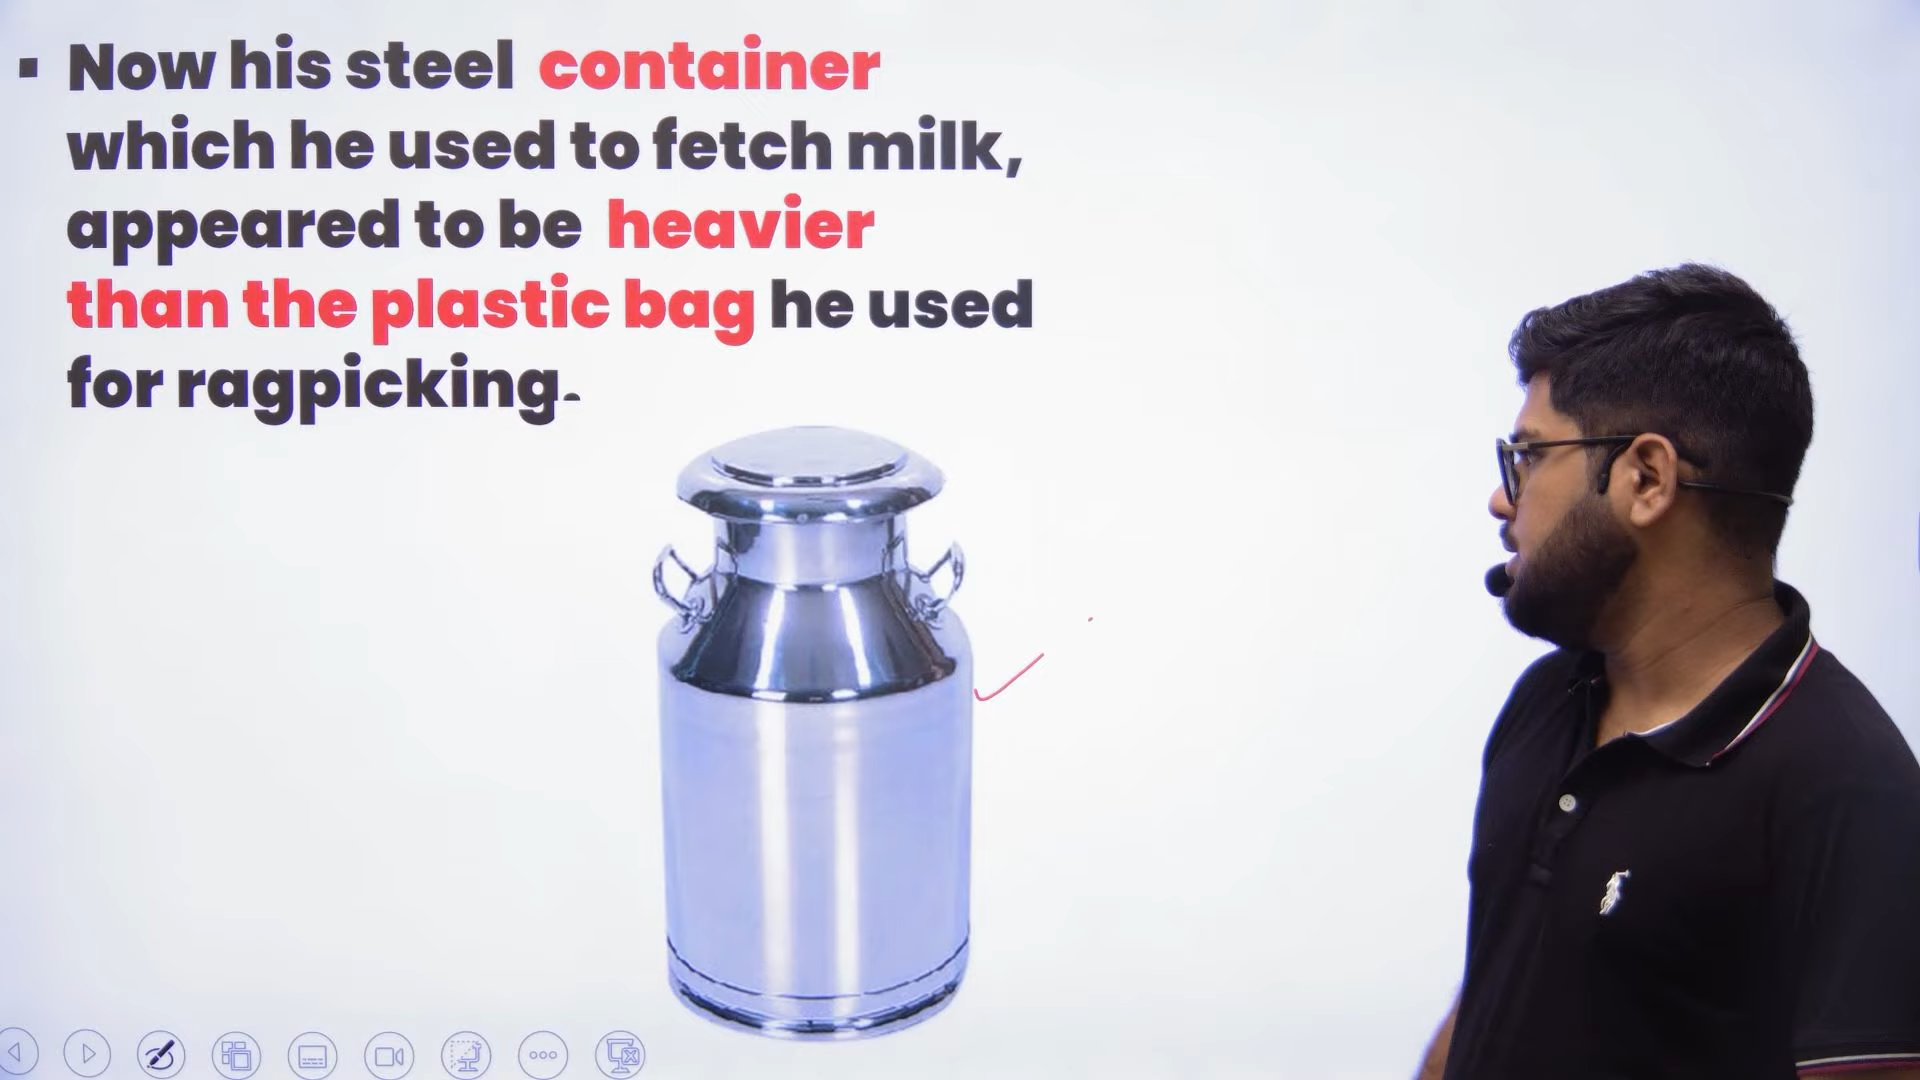 ▪ Now his steel container
which he used to fetch milk,
appeared to be heavier
than the plastic bag he used
for ragpicking.